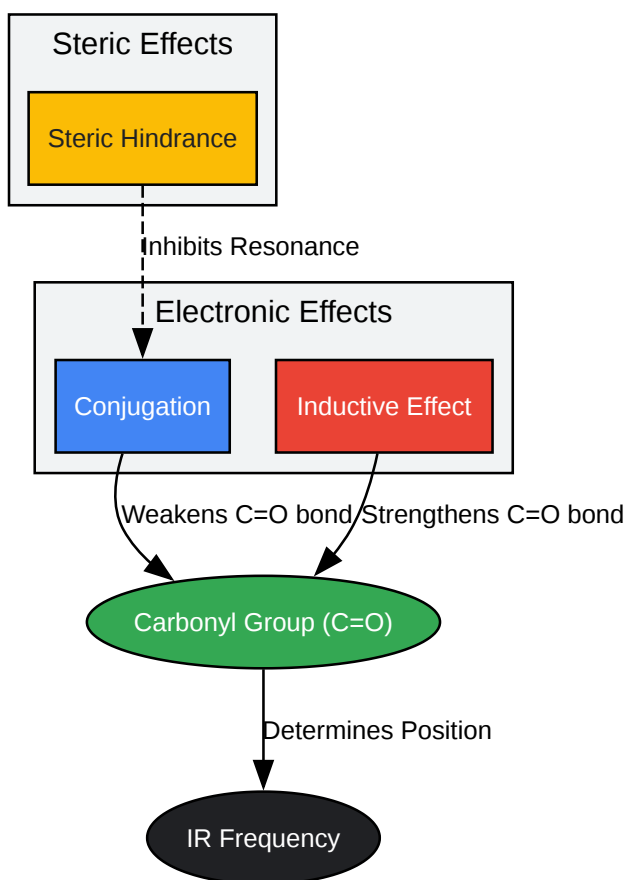 Steric Effects
Steric Hindrance
Inhibits Resonance
Electronic Effects
Conjugation
Inductive Effect
Weakens C=O bond
Strengthens C=O bond
Carbonyl Group (C=O)
Determines Position
IR Frequency